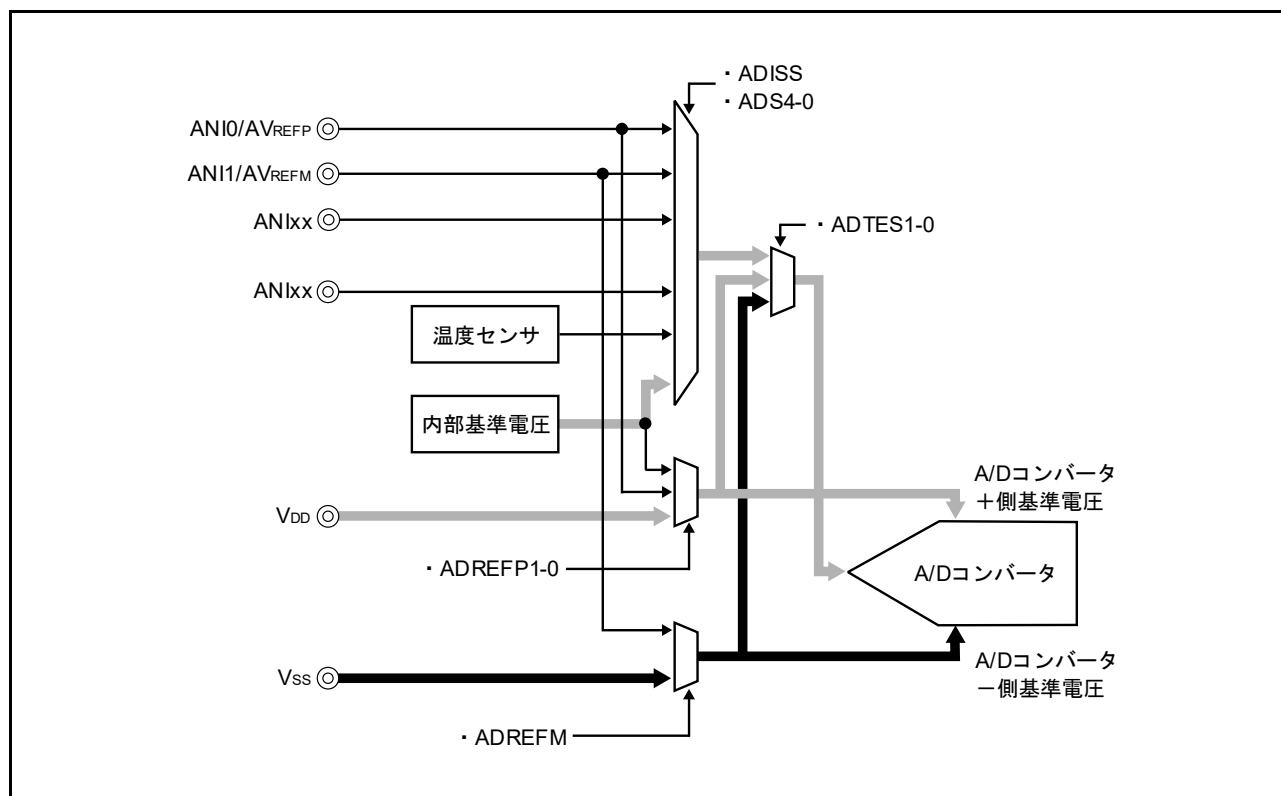 ・ADISS
・ADS4-0
ANI0/AVREFP
ANI1/AVREFM
ANIxx
・ADTES1-0
ANIxx
温度センサ
内部基準電圧
A/Dコンバータ
＋側基準電圧
VDD
・ADREFP1-0
A/Dコンバータ
VSS
A/Dコンバータ
－側基準電圧
・ADREFM